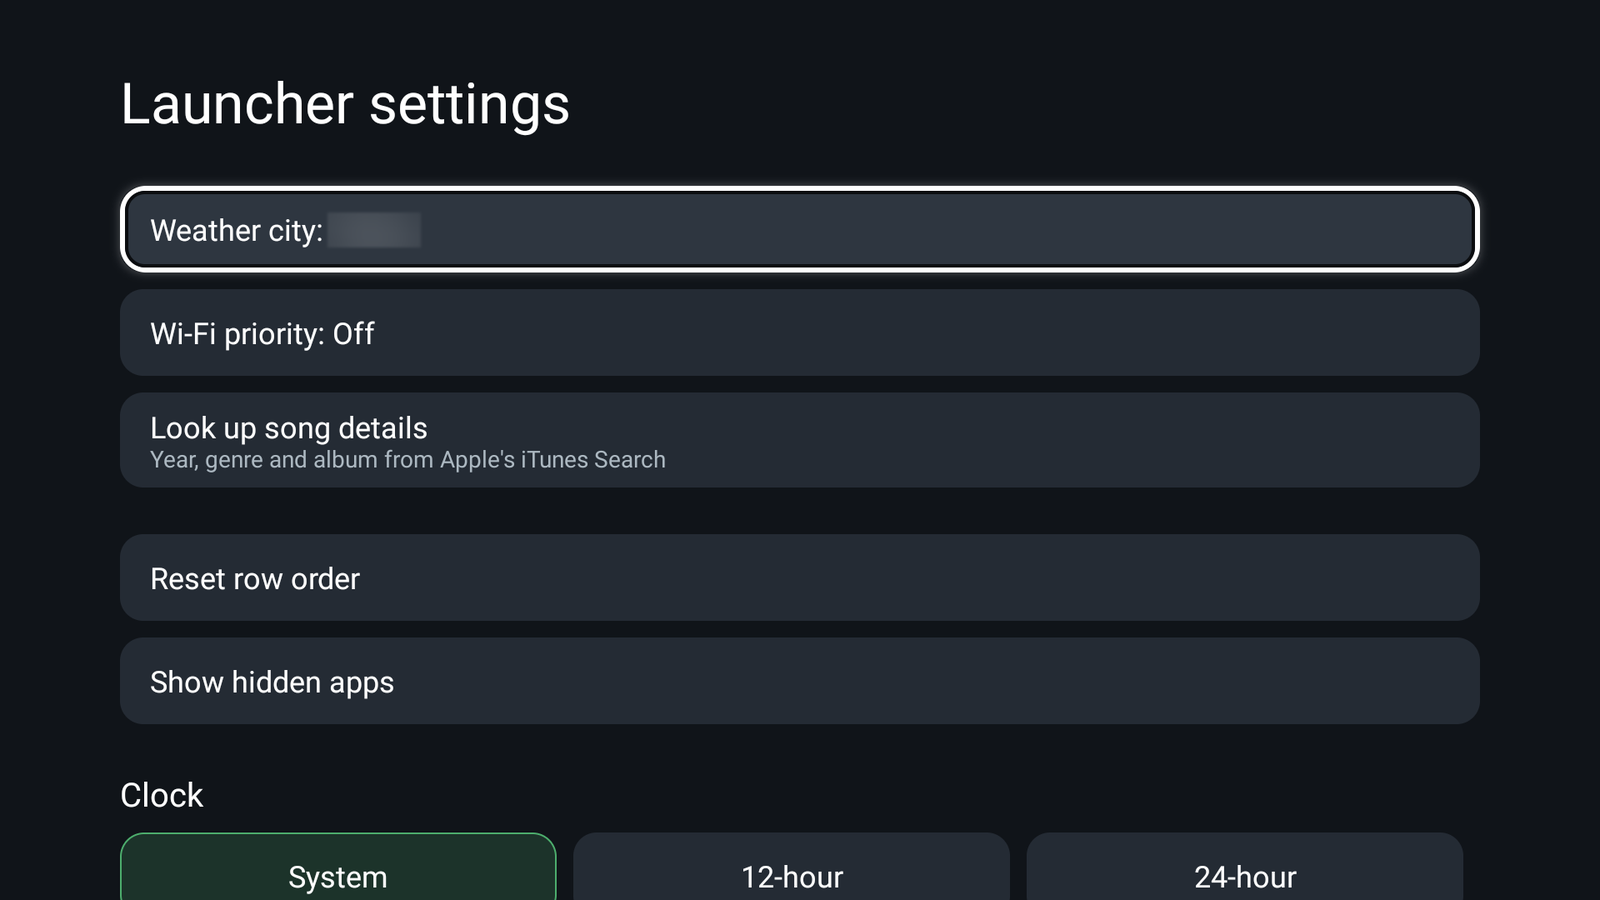 Launcher settings
Weather city:
Wi-Fi priority: Off
Look up song details
Year, genre and album from Apple's iTunes Search
Reset row order
Show hidden apps
Clock
System
12-hour
24-hour